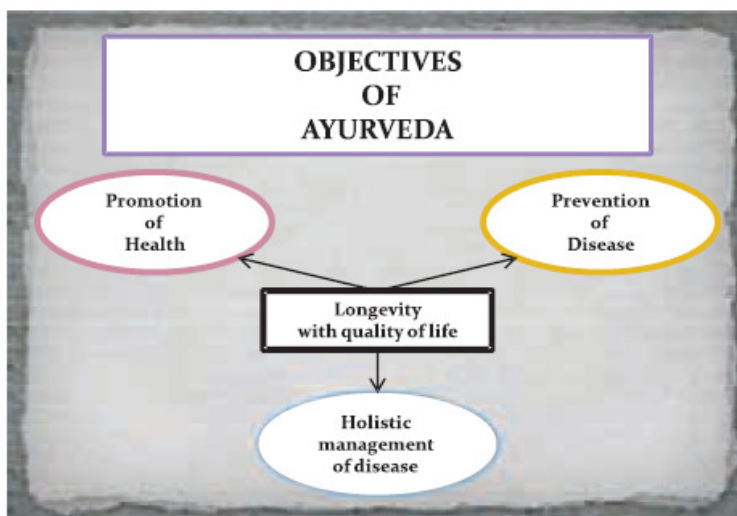 OBJECTIVES
OF
AYURVEDA
Promotion
of
Health
Prevention
of
Disease
Longevity
with quality of life
Holistic
management
of disease